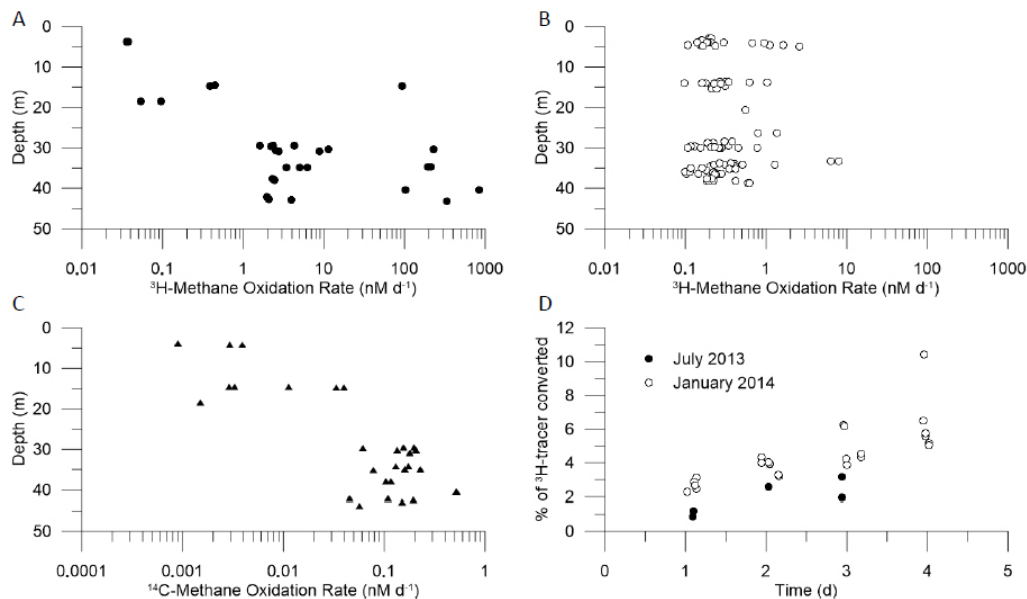 A
0
10
20
30
40
50
Depth (m)
0.01 0.1 1 10 100 1000
³H-Methane Oxidation Rate (nM d⁻¹)
B
0
10
20
30
40
50
Depth (m)
0.01 0.1 1 10 100 1000
³H-Methane Oxidation Rate (nM d⁻¹)
C
0
10
20
30
40
50
Depth (m)
0.0001 0.001 0.01 0.1 1
¹⁴C-Methane Oxidation Rate (nM d⁻¹)
D
12
10
8
6
4
2
0
% of ³H-tracer converted
July 2013
January 2014
0 1 2 3 4 5
Time (d)